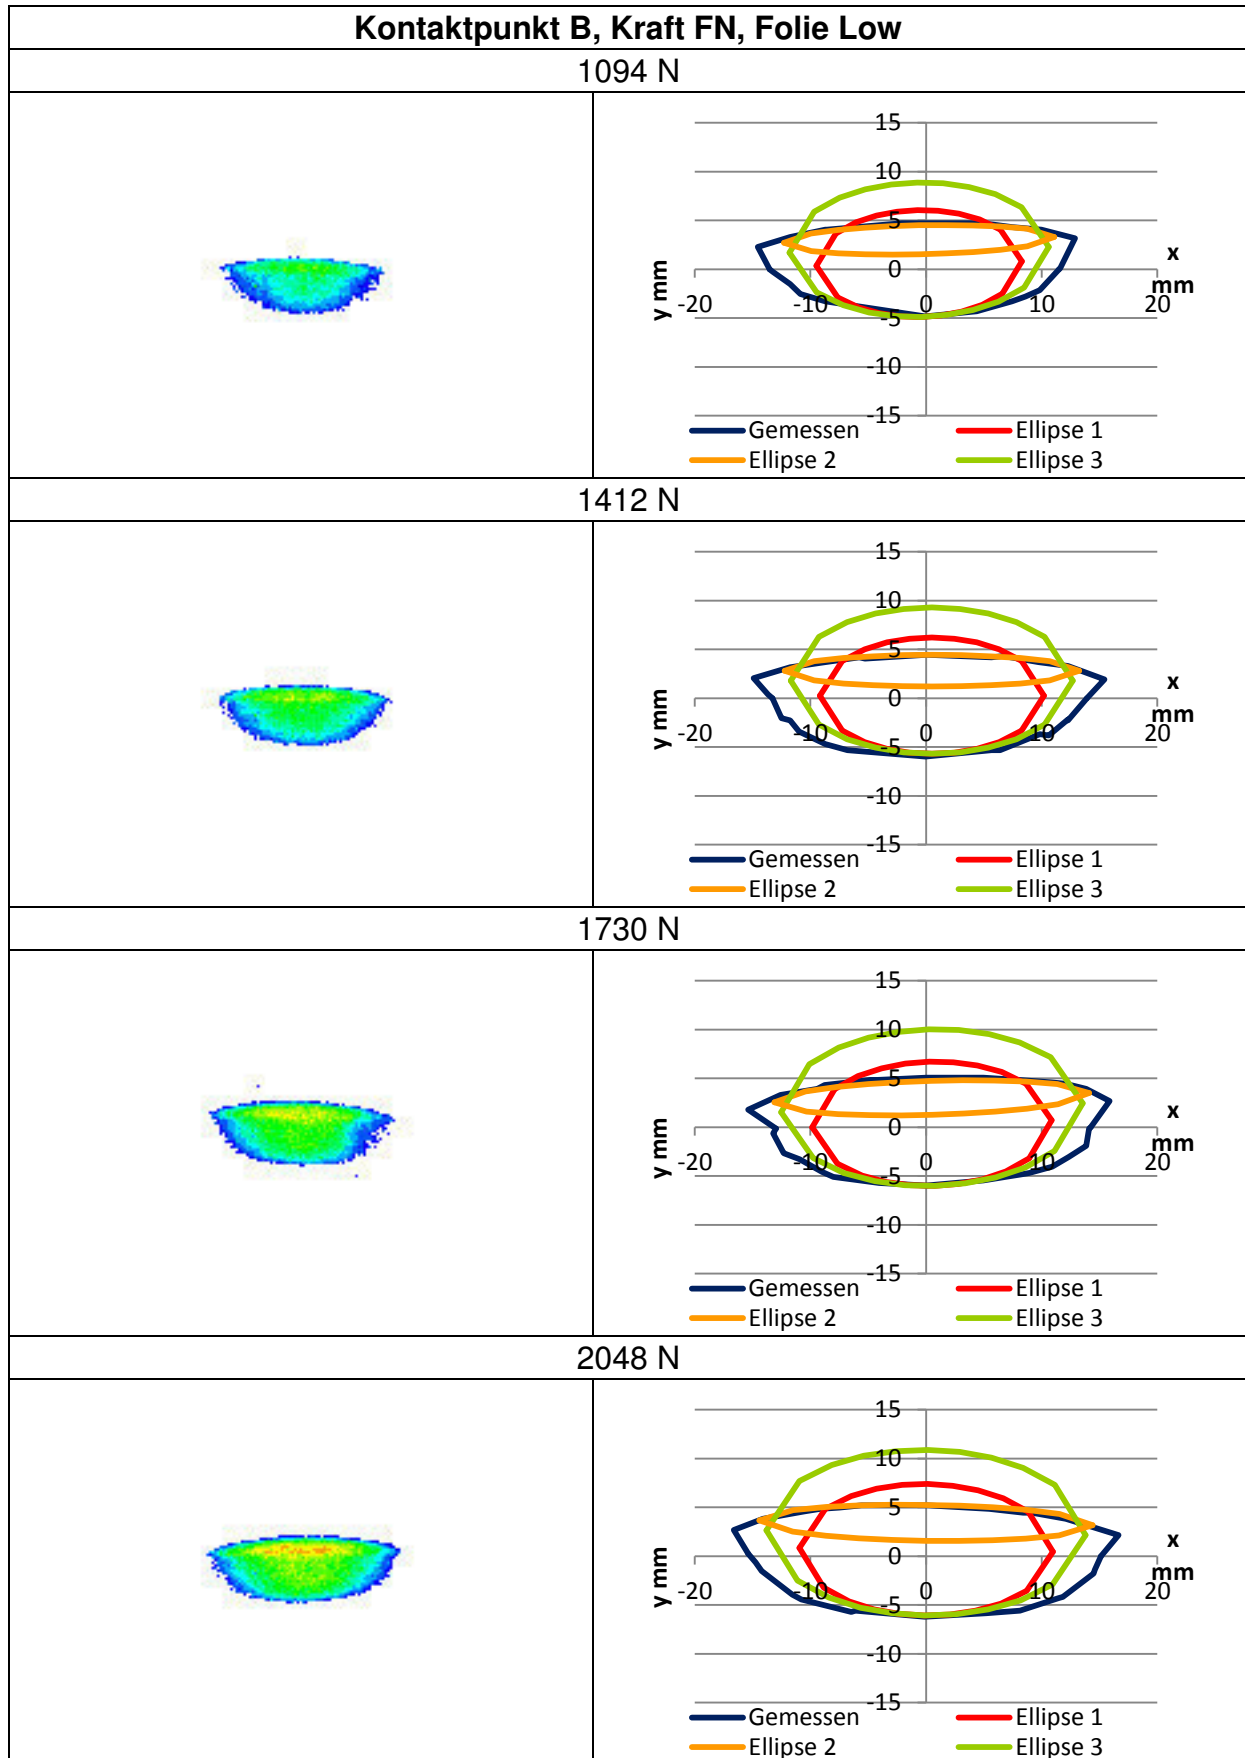 Kontaktpunkt B, Kraft FN, Folie Low
1094 N
15
10
5
0
-5
-10
-15
-20 -10 0 10 20
y mm
x
mm
Gemessen Ellipse 1
Ellipse 2 Ellipse 3
1412 N
15
10
5
0
-5
-10
-15
-20 -10 0 10 20
y mm
x
mm
Gemessen Ellipse 1
Ellipse 2 Ellipse 3
1730 N
15
10
5
0
-5
-10
-15
-20 -10 0 10 20
y mm
x
mm
Gemessen Ellipse 1
Ellipse 2 Ellipse 3
2048 N
15
10
5
0
-5
-10
-15
-20 -10 0 10 20
y mm
x
mm
Gemessen Ellipse 1
Ellipse 2 Ellipse 3